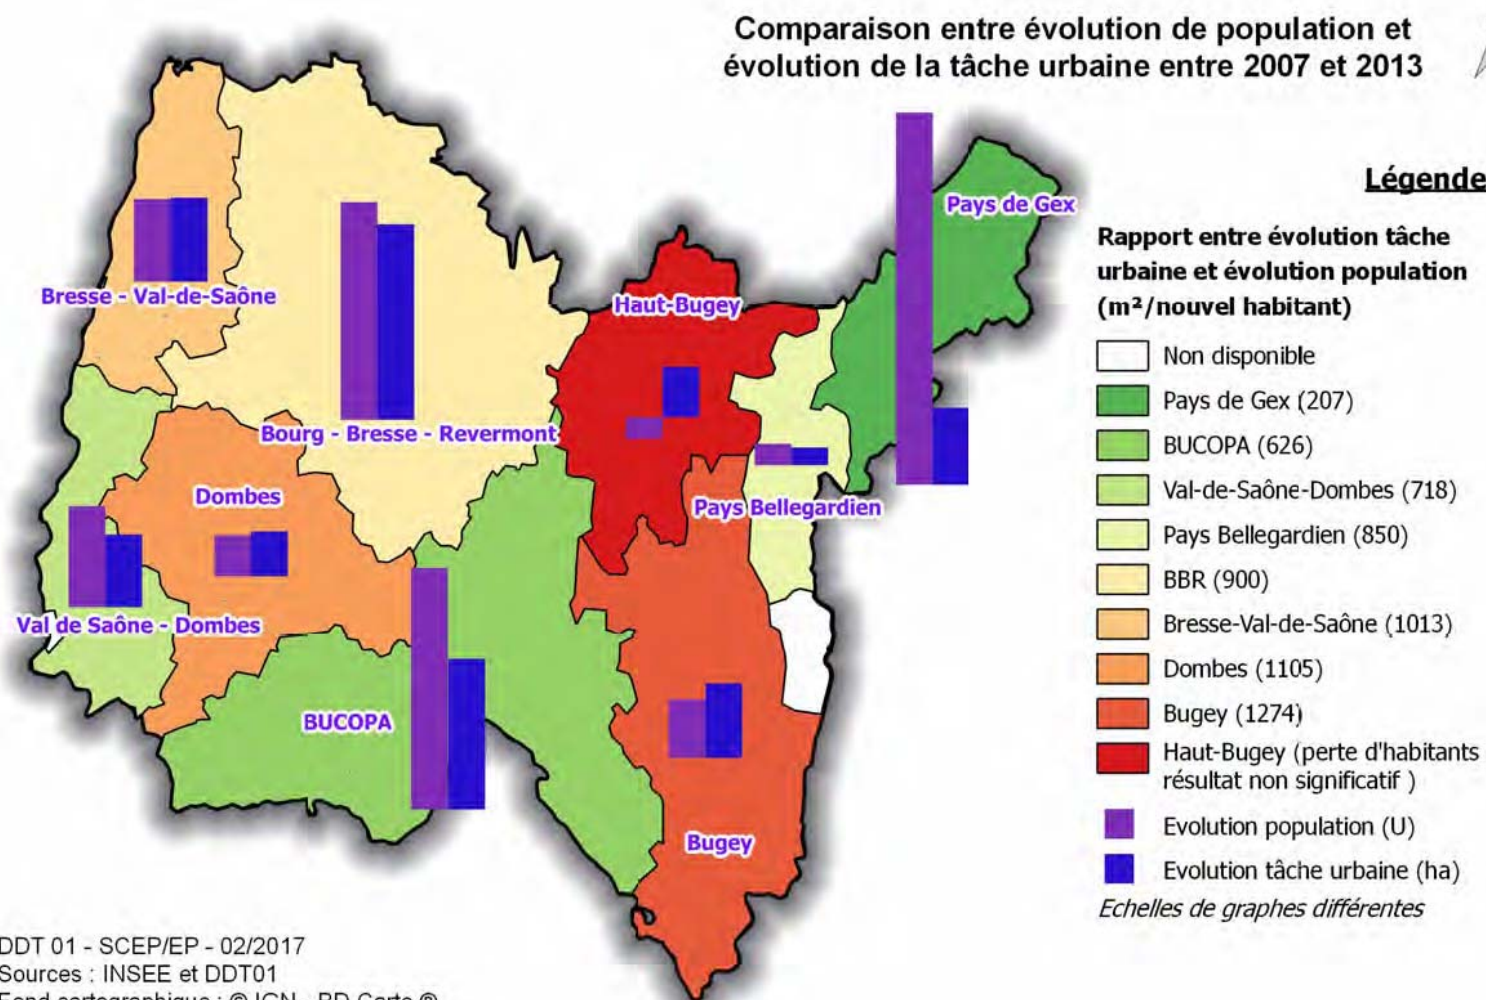 Comparaison entre évolution de population et
évolution de la tâche urbaine entre 2007 et 2013
Légende
Rapport entre évolution tâche
urbaine et évolution population
(m²/nouvel habitant)
Non disponible
Pays de Gex (207)
BUCOPA (626)
Val-de-Saône-Dombes (718)
Pays Bellegardien (850)
BBR (900)
Bresse-Val-de-Saône (1013)
Dombes (1105)
Bugey (1274)
Haut-Bugey (perte d'habitants
résultat non significatif )
Evolution population (U)
Evolution tâche urbaine (ha)
Echelles de graphes différentes
Pays de Gex
Bresse - Val-de-Saône
Haut-Bugey
Bourg - Bresse - Revermont
Dombes
Pays Bellegardien
Val de Saône - Dombes
BUCOPA
Bugey
DDT 01 - SCEP/EP - 02/2017
Sources : INSEE et DDT01
Fond cartographique : © IGN - BD Carto ®